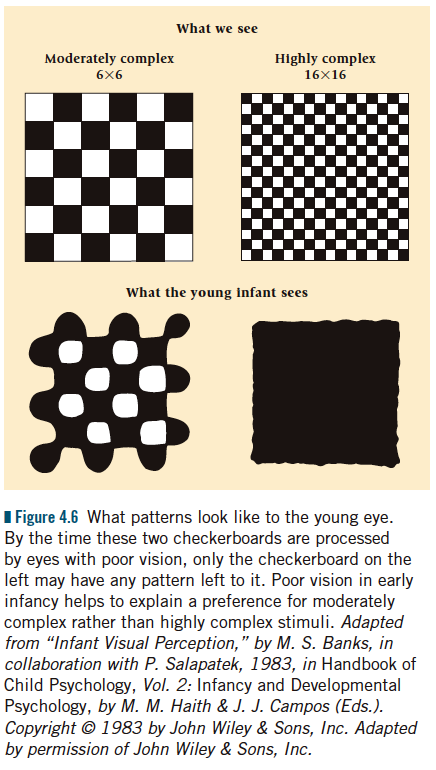 What we see
Moderately complex
6×6
Highly complex
16×16
What the young infant sees
Figure 4.6 What patterns look like to the young eye.
By the time these two checkerboards are processed
by eyes with poor vision, only the checkerboard on the
left may have any pattern left to it. Poor vision in early
infancy helps to explain a preference for moderately
complex rather than highly complex stimuli. Adapted
from “Infant Visual Perception,” by M. S. Banks, in
collaboration with P. Salapatek, 1983, in Handbook of
Child Psychology, Vol. 2: Infancy and Developmental
Psychology, by M. M. Haith & J. J. Campos (Eds.).
Copyright © 1983 by John Wiley & Sons, Inc. Adapted
by permission of John Wiley & Sons, Inc.